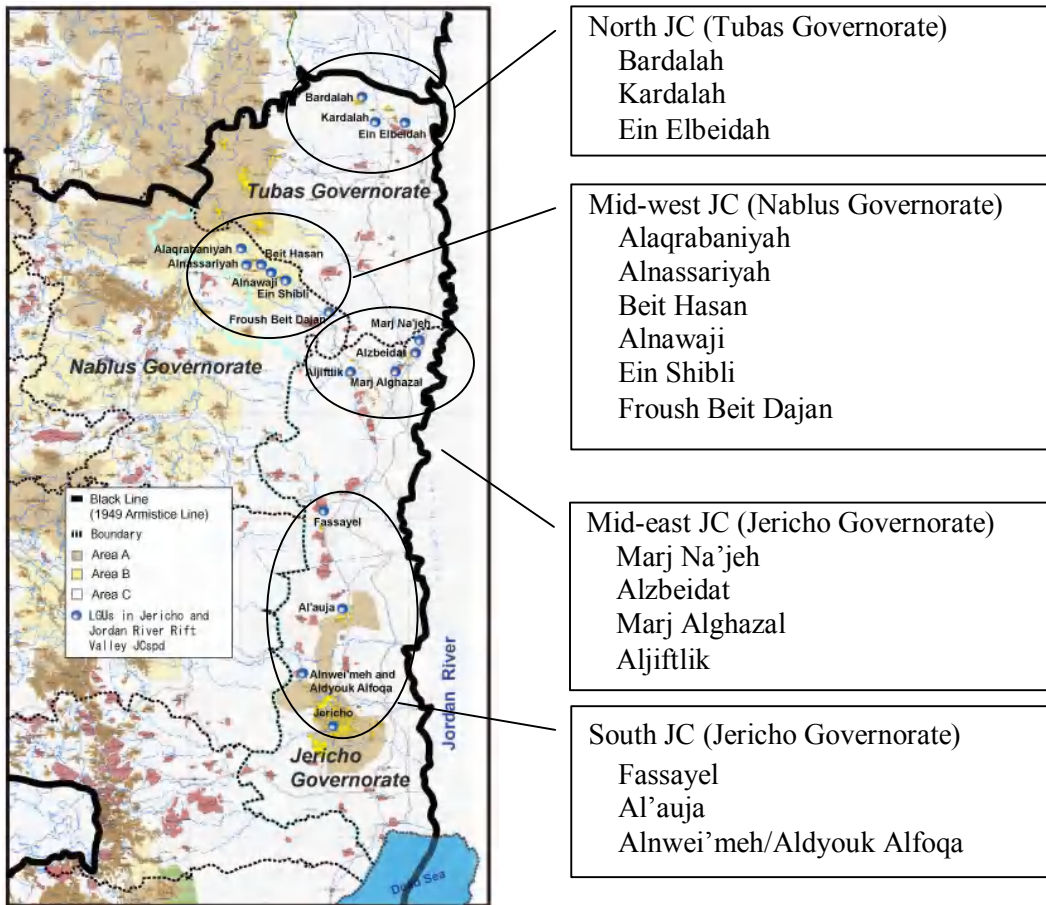 Bardalah
Kardalah
Ein Elbeidah
Tubas Governorate
Alaqrabaniyah
Beit Hasan
Alnassariyah
Alnawaji
Ein Shibli
Froush Beit Dajan
Marj Na'jeh
Alzbeidat
Nablus Governorate
Aljiftlik
Marj Alghazal
Black Line
(1949 Armistice Line)
Boundary
Area A
Area B
Area C
LGUs in Jericho and
Jordan River Rift
Valley JCspd
Fassayel
Al'auja
Alnwei'meh and
Aldyouk Alfoqa
Jericho
Jericho
Governorate
Jordan River
Dead Sea
North JC (Tubas Governorate)
Bardalah
Kardalah
Ein Elbeidah
Mid-west JC (Nablus Governorate)
Alaqrabaniyah
Alnassariyah
Beit Hasan
Alnawaji
Ein Shibli
Froush Beit Dajan
Mid-east JC (Jericho Governorate)
Marj Na’jeh
Alzbeidat
Marj Alghazal
Aljiftlik
South JC (Jericho Governorate)
Fassayel
Al’auja
Alnwei’meh/Aldyouk Alfoqa